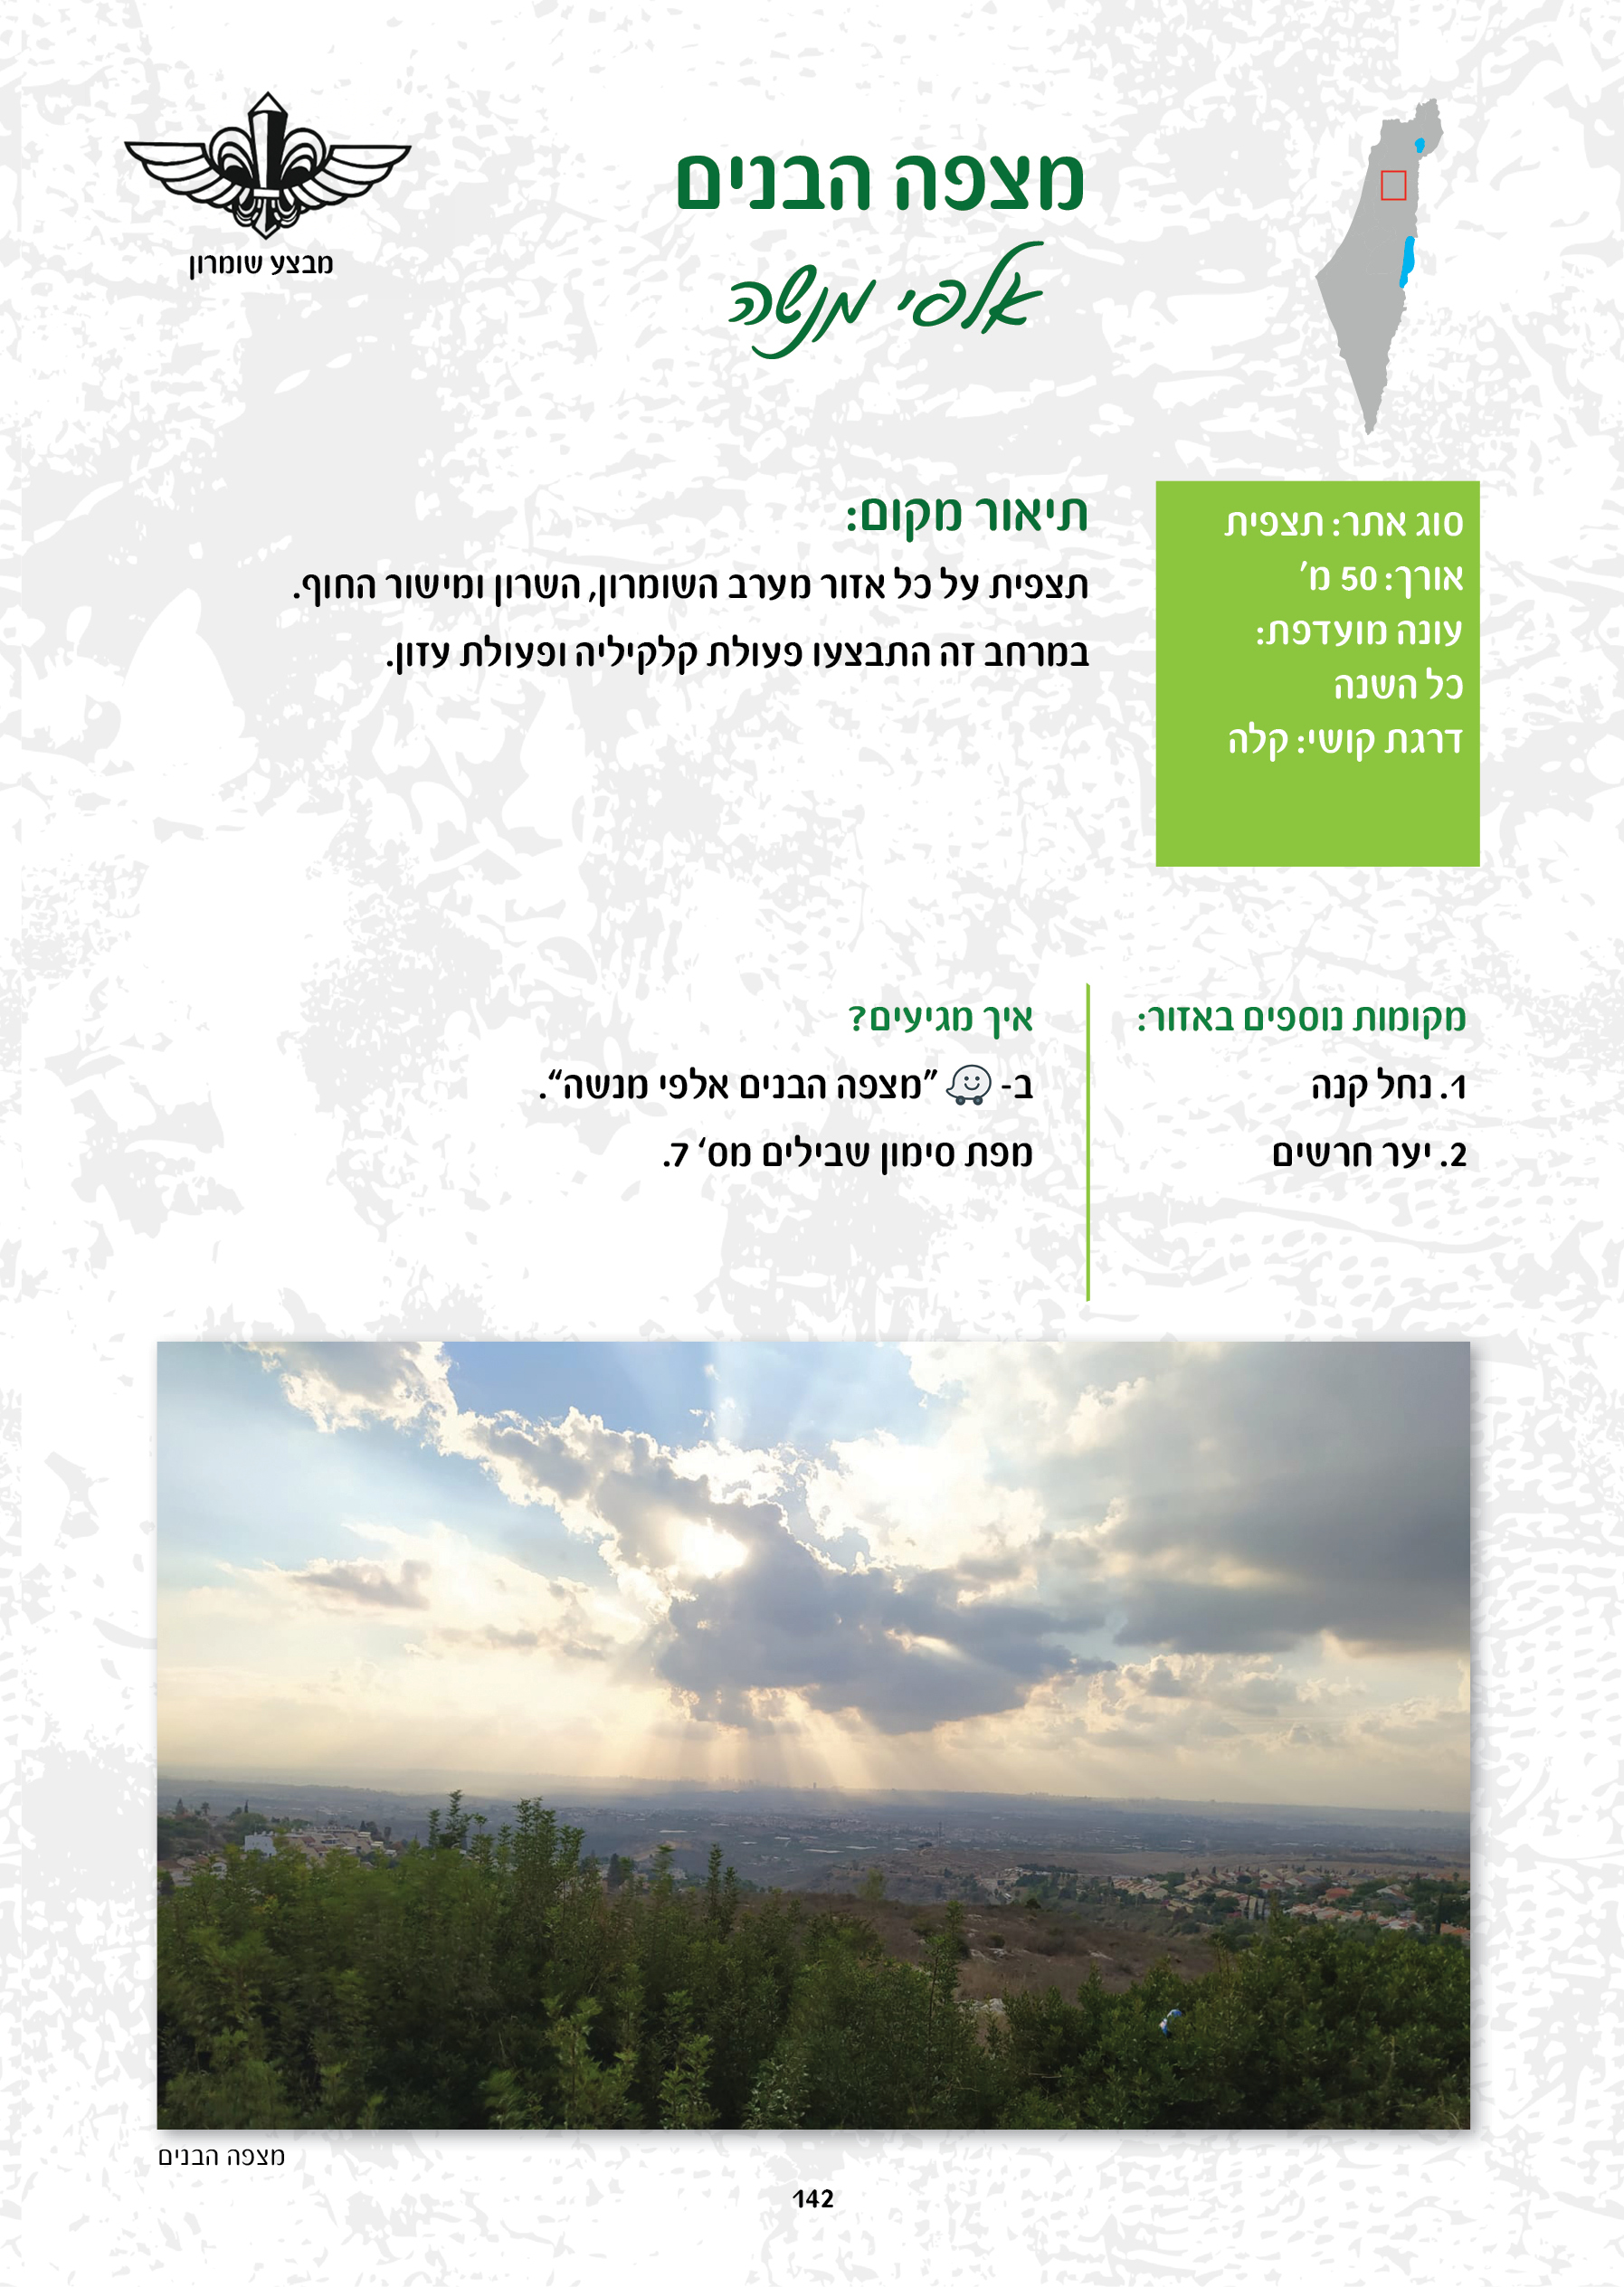 מבצע שומרון
מצפה הבנים
אלפי מנשה
סוג אתר: תצפית
אורך: 50 מ'
עונה מועדפת:
כל השנה
דרגת קושי: קלה
תיאור מקום:
תצפית על כל אזור מערב השומרון, השרון ומישור החוף.
במרחב זה התבצעו פעולת קלקיליה ופעולת עזון.
מקומות נוספים באזור:
1. נחל קנה
2. יער חרשים
איך מגיעים?
ב- ”מצפה הבנים אלפי מנשה“.
מפת סימון שבילים מס‘ 7.
מצפה הבנים
142